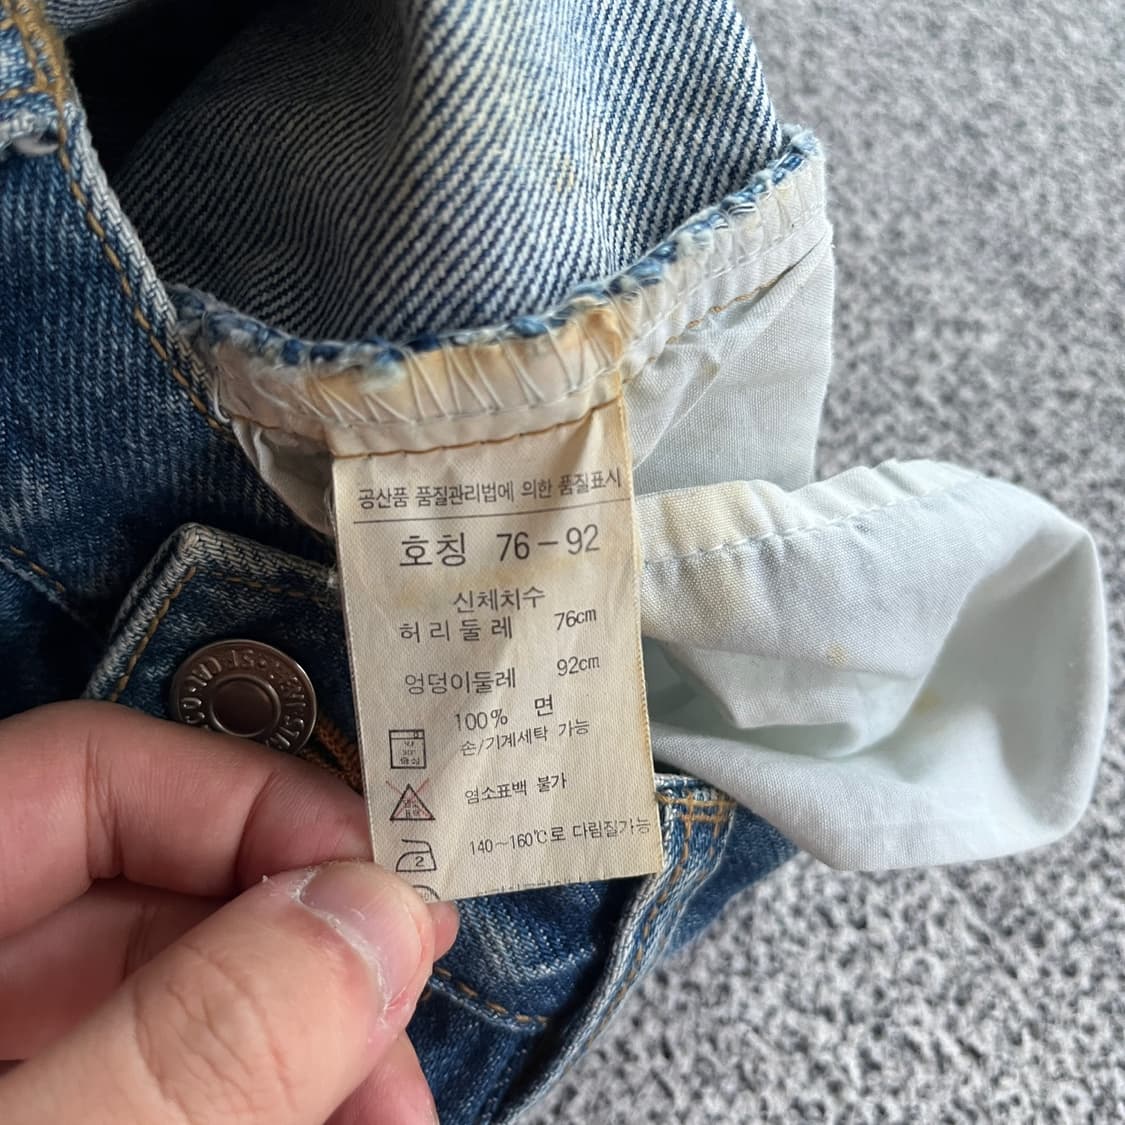 공산품 품질관리법에 의한 품질표시
호칭 76-92
신체치수
허리둘레 76cm
엉덩이둘레 92cm
100% 면
손/기계세탁 가능
염소표백 불가
140~160℃로 다림질가능
2